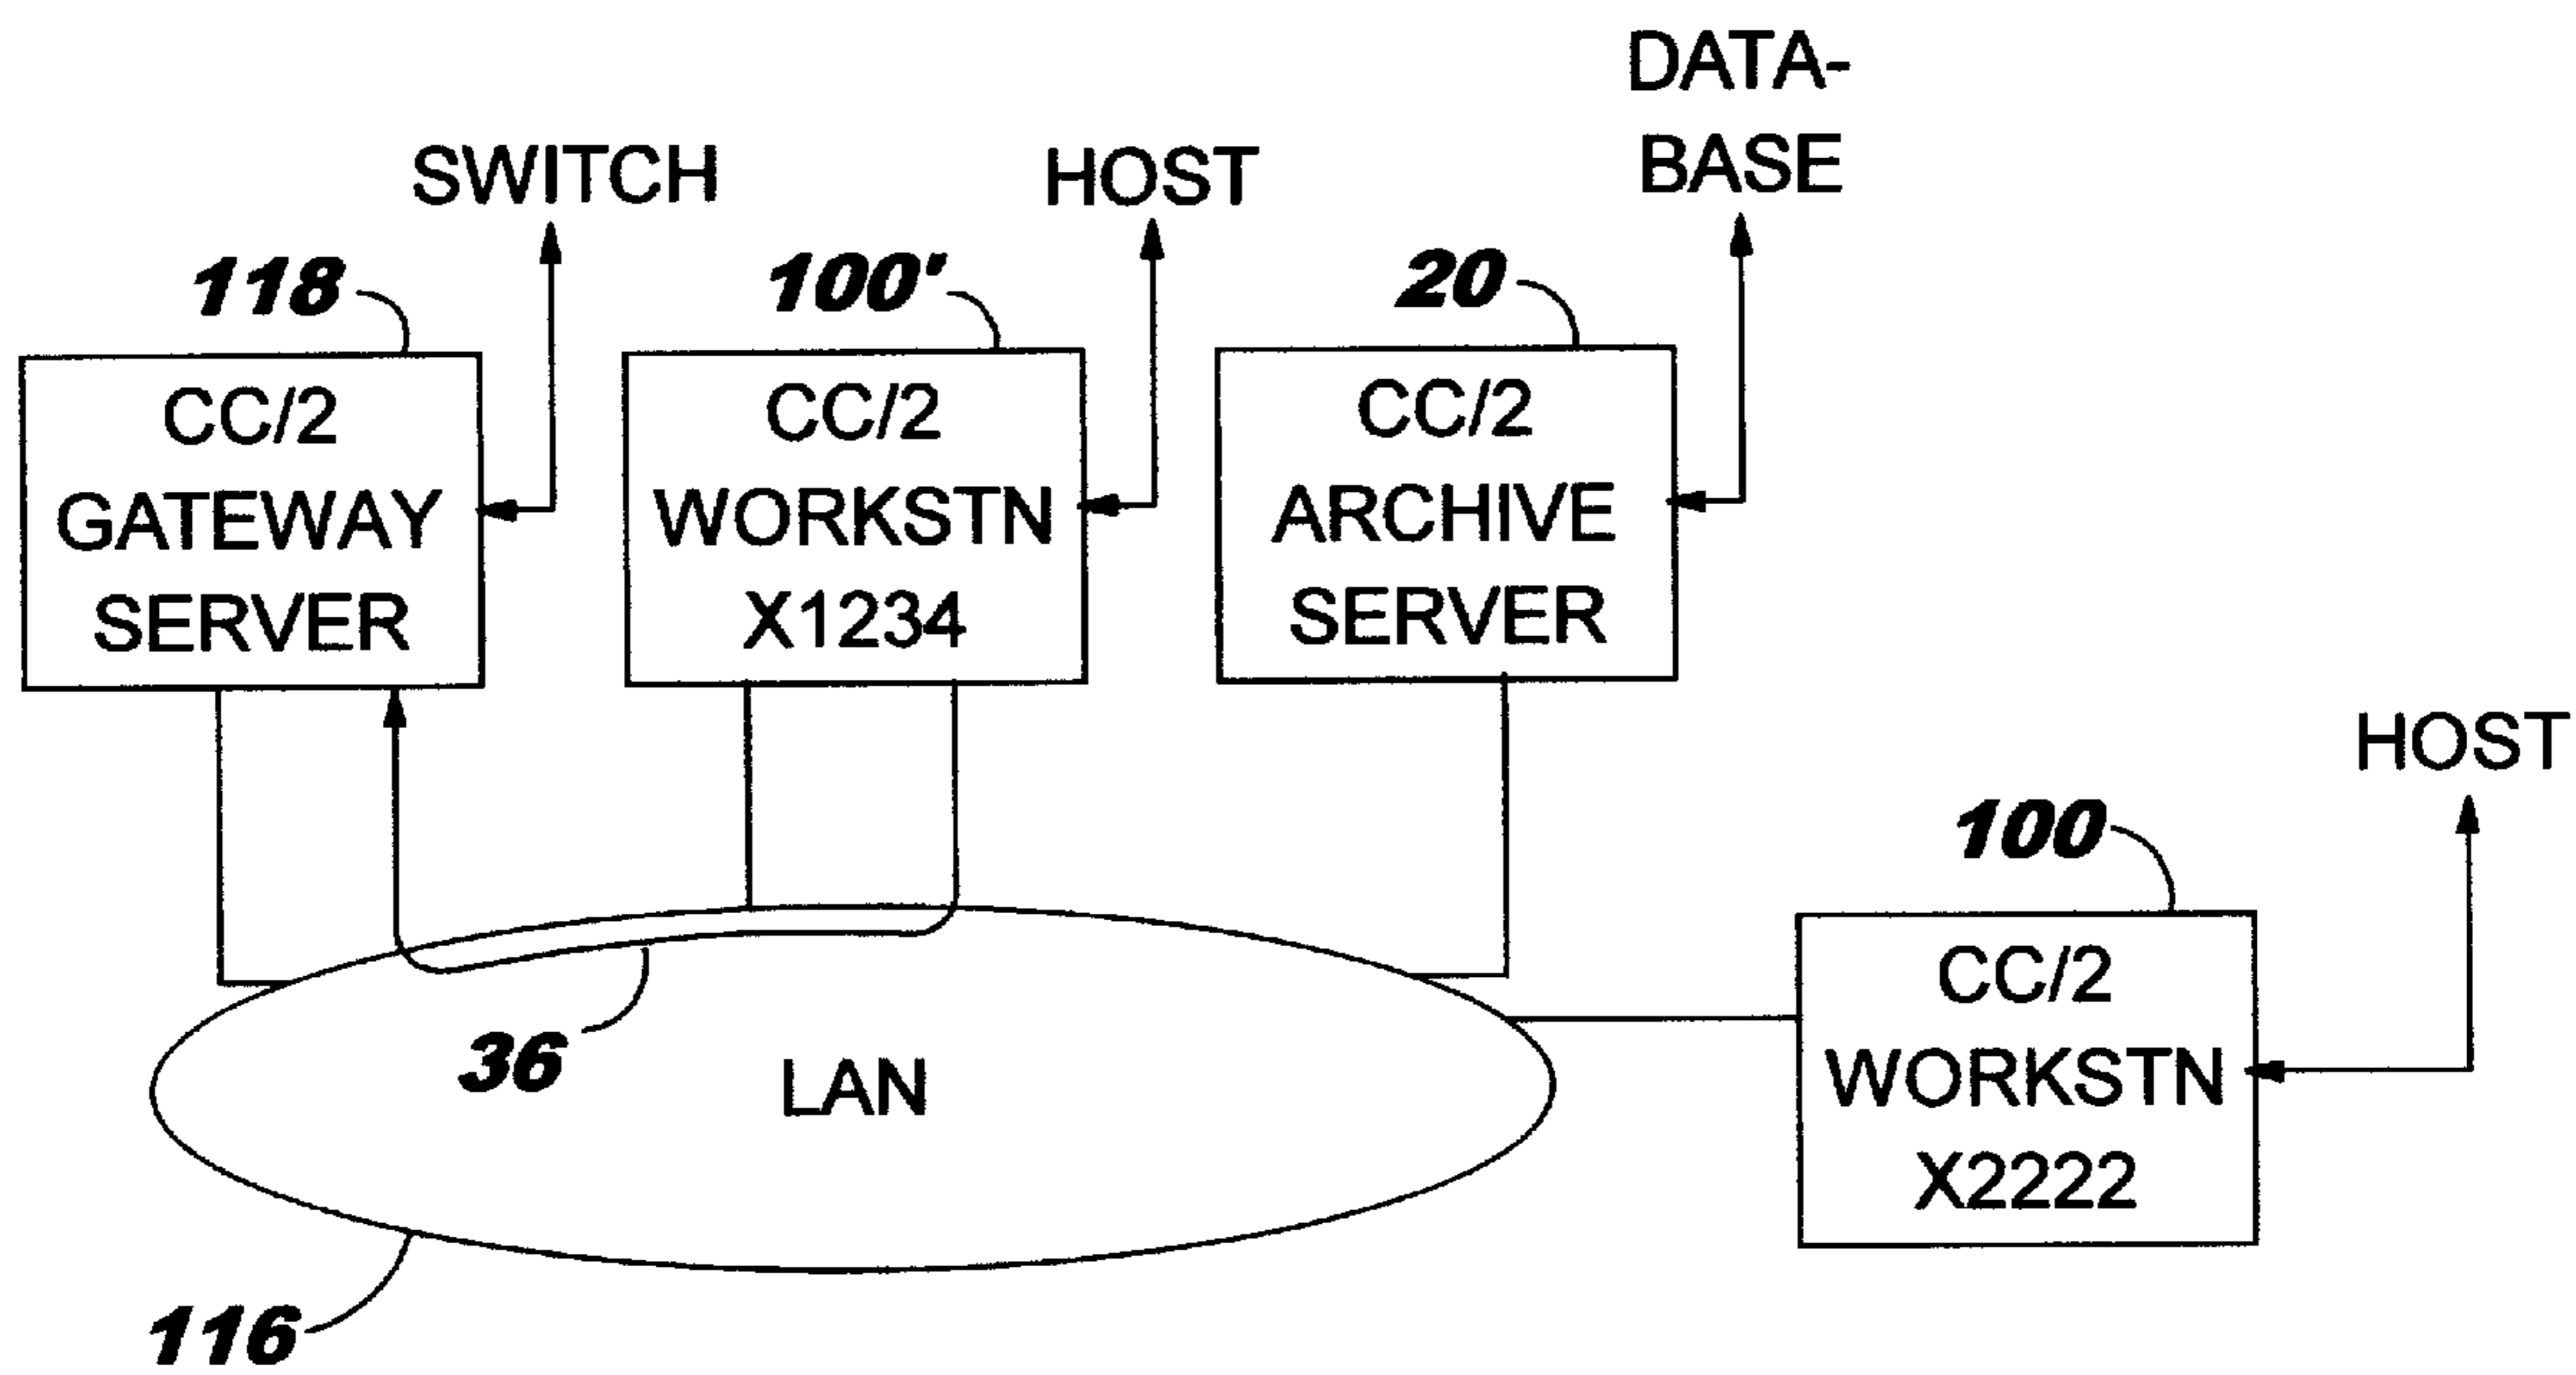 DATA-
BASE
SWITCH
HOST
118
100'
20
CC/2
GATEWAY
SERVER
CC/2
WORKSTN
X1234
CC/2
ARCHIVE
SERVER
HOST
100
CC/2
WORKSTN
X2222
36
LAN
116